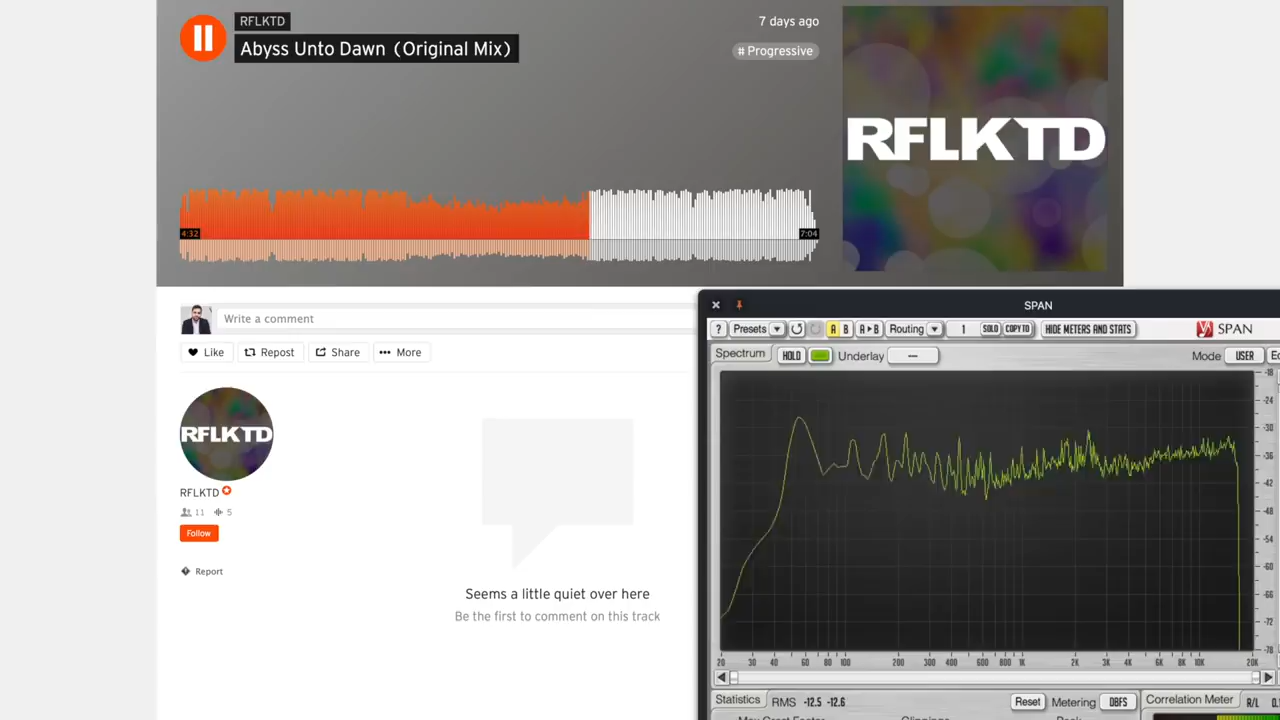 RFLKTD
Abyss Unto Dawn (Original Mix)
7 days ago
# Progressive
RFLKTD
4:32
7:04
Write a comment
Like
Repost
Share
More
RFLKTD
RFLKTD
11
5
Follow
Report
Seems a little quiet over here
Be the first to comment on this track
SPAN
? Presets A B A▸B Routing 1 SOLO COPY TO HIDE METERS AND STATS SPAN
Spectrum HOLD Underlay --- Mode USER
-18
-24
-30
-36
-42
-48
-54
-60
-66
-72
-78
20 30 40 60 80 100 200 300 400 600 800 1K 2K 3K 4K 6K 8K 10K 20K
Statistics RMS -12.5 -12.6 Reset Metering DBFS Correlation Meter R/L